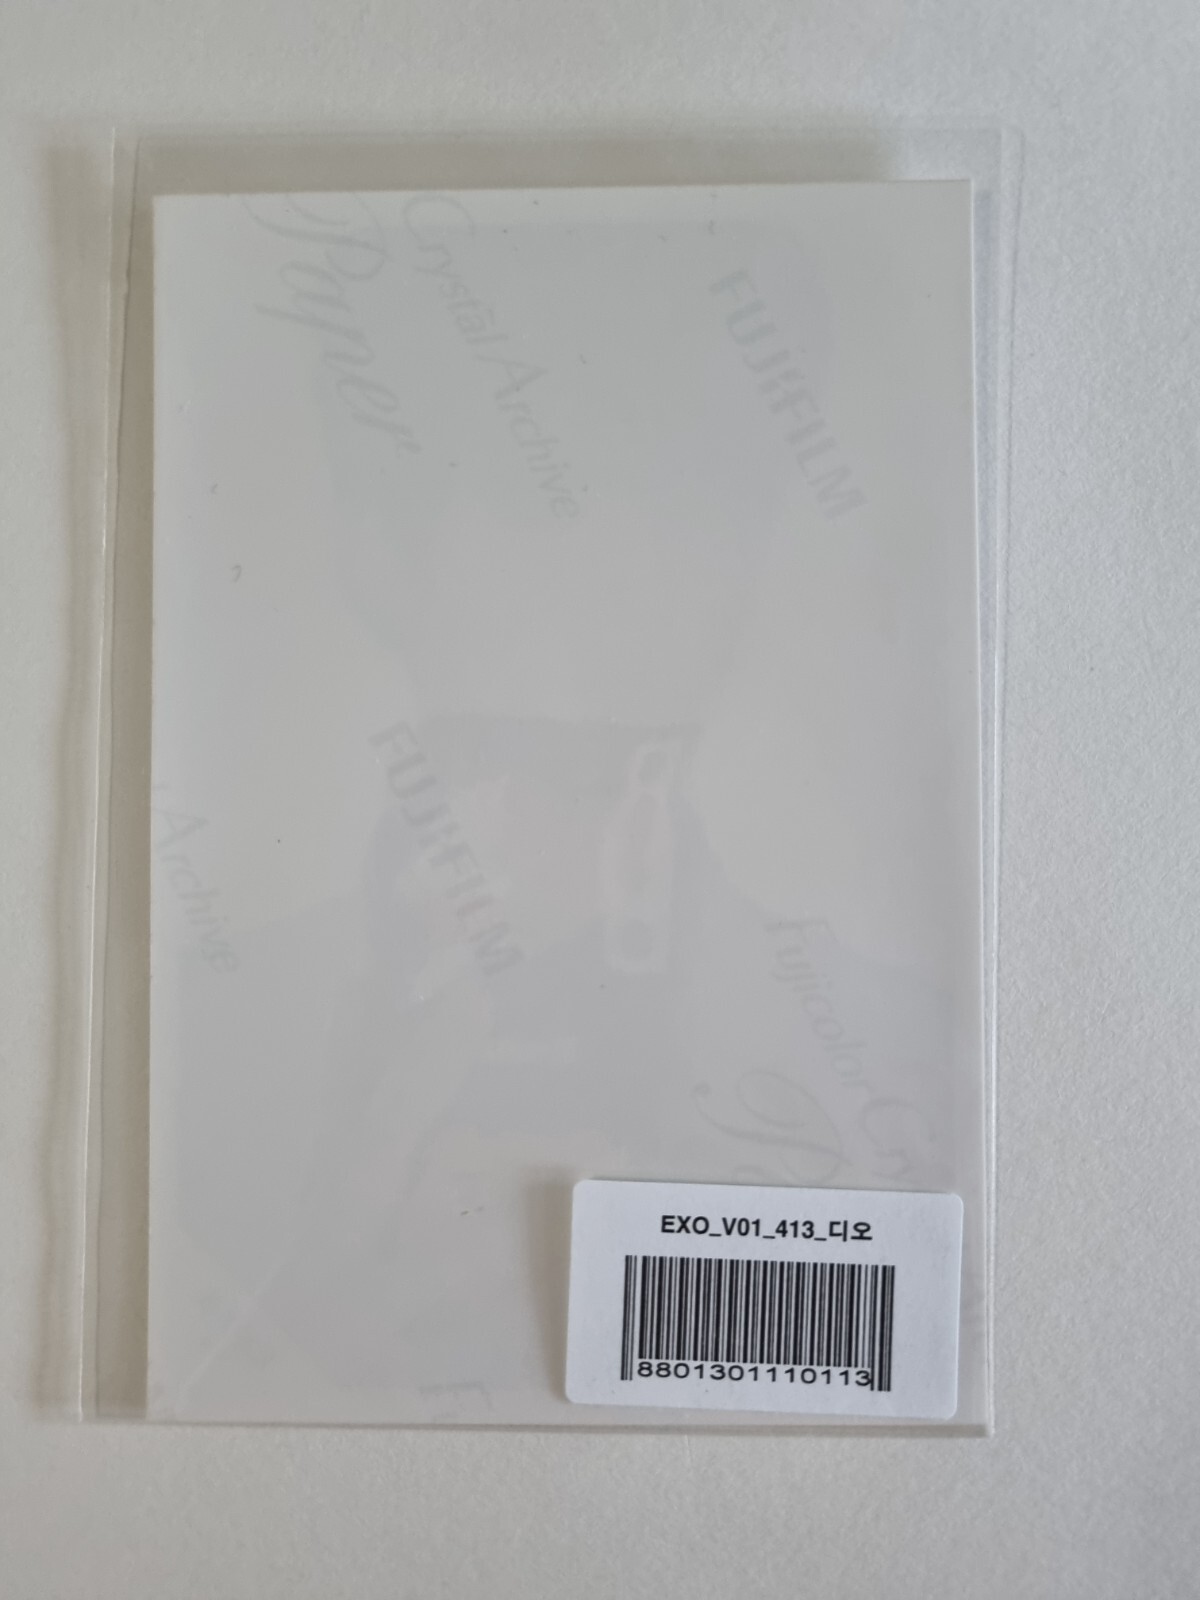 Paper
Crystal Archive
FUJIFILM
FUJIFILM
Archive
Fujicolor Cry
EXO_V01_413_디오
8801301110113